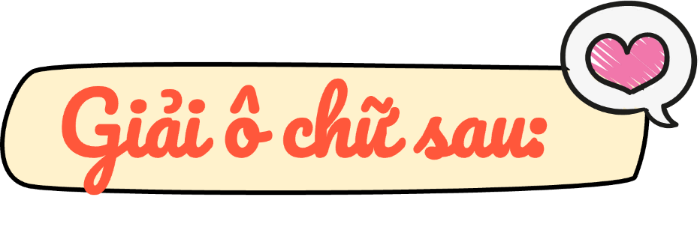 Giải ô chữ sau: